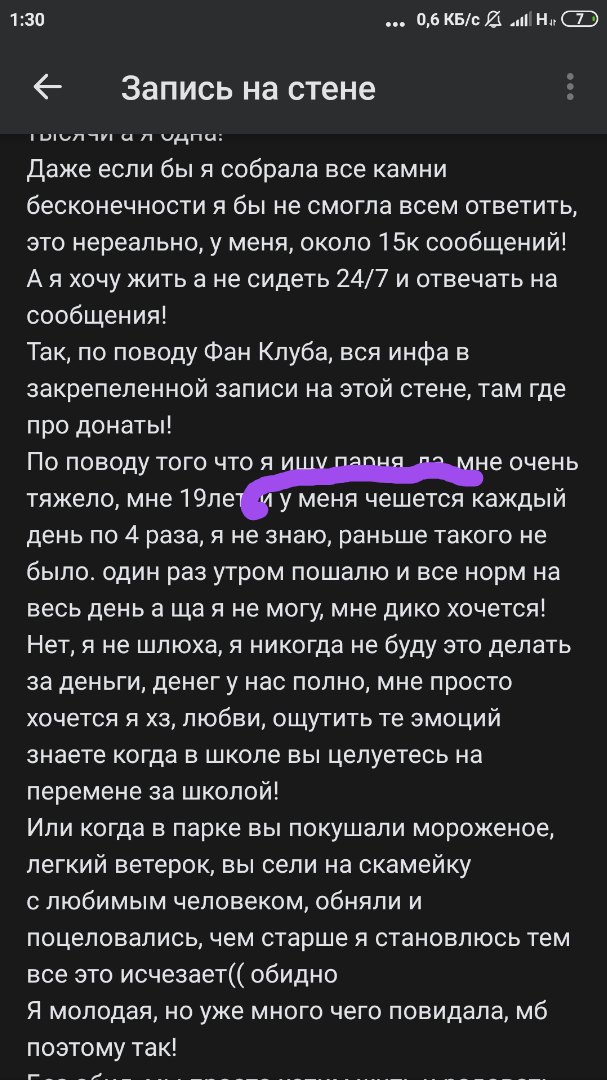 1:30
... 0,6 КБ/с H 7
Запись на стене
тысячи а я одна!
Даже если бы я собрала все камни
бесконечности я бы не смогла всем ответить,
это нереально, у меня, около 15к сообщений!
А я хочу жить а не сидеть 24/7 и отвечать на
сообщения!
Так, по поводу Фан Клуба, вся инфа в
закрепеленной записи на этой стене, там где
про донаты!
По поводу того что я ищу парня, да, мне очень
тяжело, мне 19лет и у меня чешется каждый
день по 4 раза, я не знаю, раньше такого не
было. один раз утром пошалю и все норм на
весь день а ща я не могу, мне дико хочется!
Нет, я не шлюха, я никогда не буду это делать
за деньги, денег у нас полно, мне просто
хочется я хз, любви, ощутить те эмоций
знаете когда в школе вы целуетесь на
перемене за школой!
Или когда в парке вы покушали мороженое,
легкий ветерок, вы сели на скамейку
с любимым человеком, обняли и
поцеловались, чем старше я становлюсь тем
все это исчезает(( обидно
Я молодая, но уже много чего повидала, мб
поэтому так!